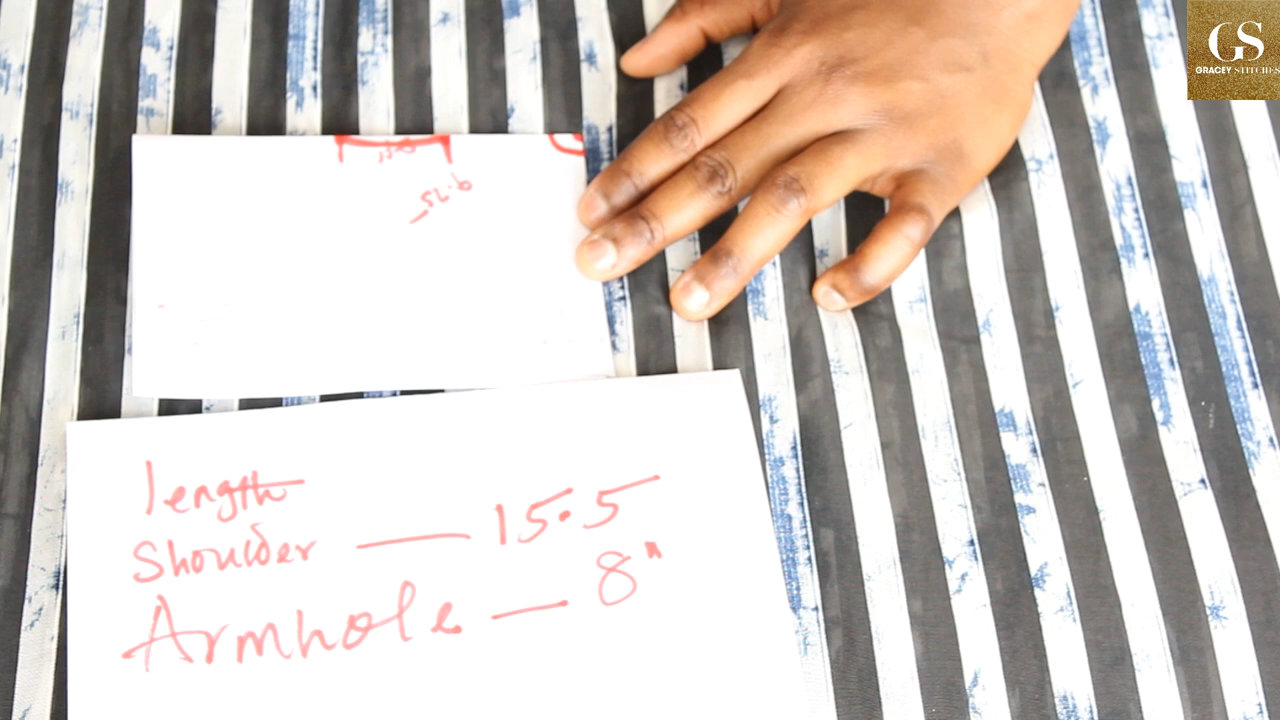 GS
GRACEY STITCHES
length
Shoulder — 15.5
Armhole — 8"